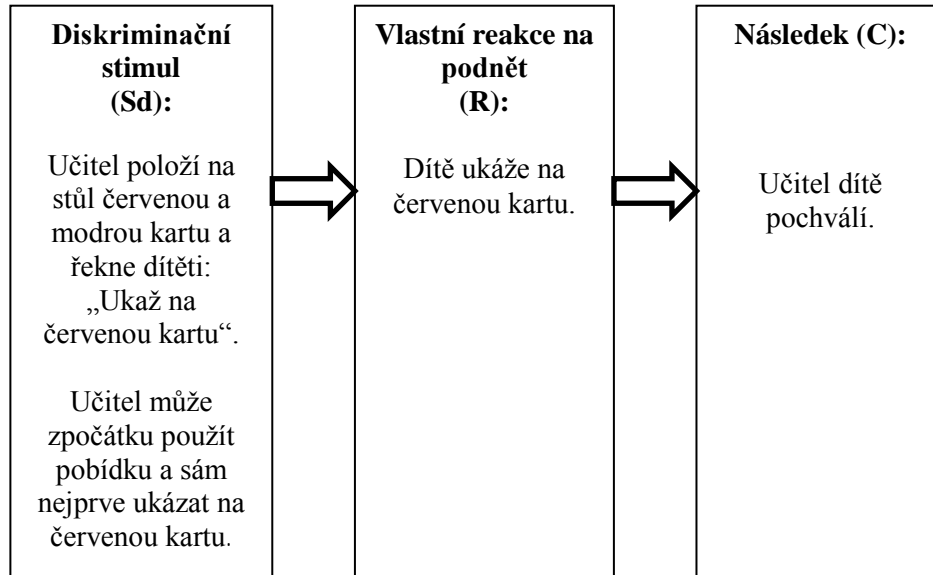 Diskriminační
stimul
(Sd):
Učitel položí na
stůl červenou a
modrou kartu a
řekne dítěti:
„Ukaž na
červenou kartu“.
Učitel může
zpočátku použít
pobídku a sám
nejprve ukázat na
červenou kartu.
Vlastní reakce na
podnět
(R):
Dítě ukáže na
červenou kartu.
Následek (C):
Učitel dítě
pochválí.